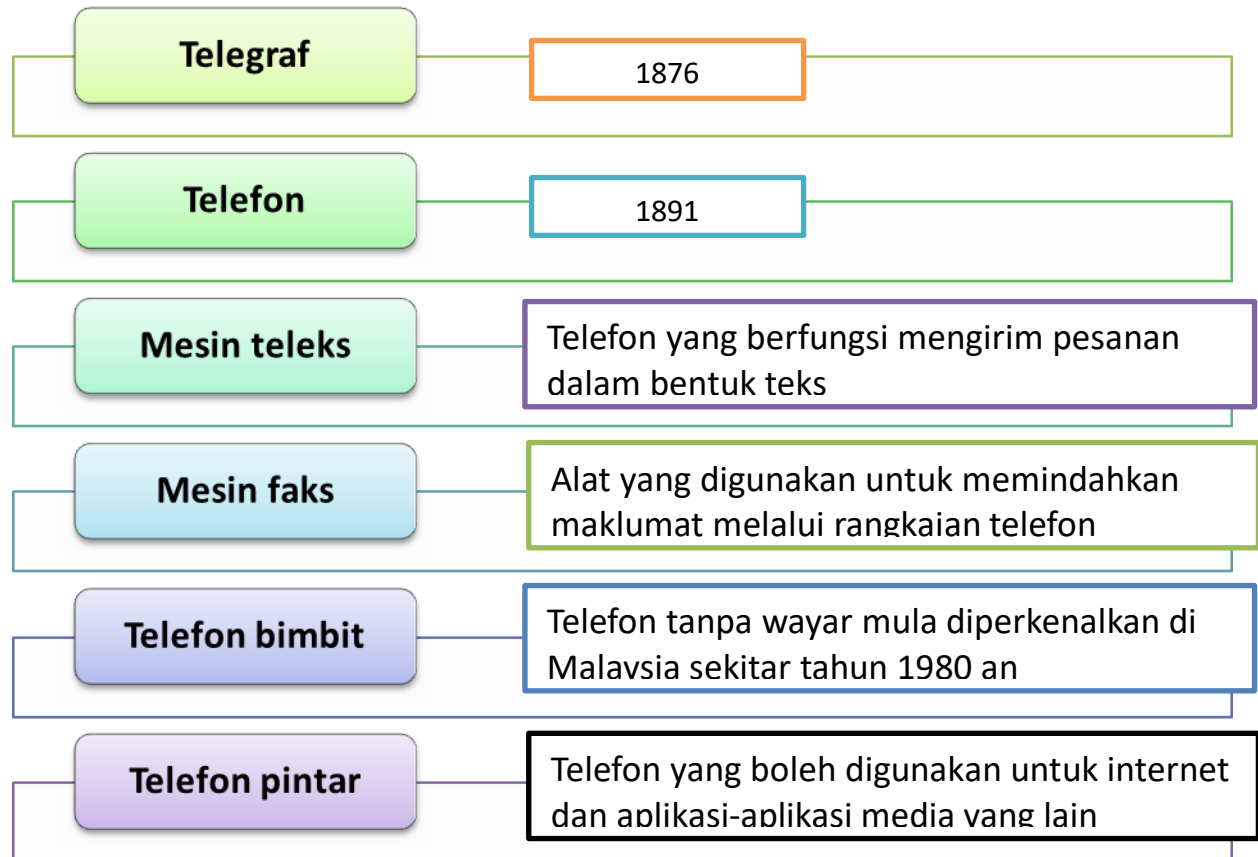 Telegraf
1876
Telefon
1891
Mesin teleks
Telefon yang berfungsi mengirim pesanan
dalam bentuk teks
Mesin faks
Alat yang digunakan untuk memindahkan
maklumat melalui rangkaian telefon
Telefon bimbit
Telefon tanpa wayar mula diperkenalkan di
Malaysia sekitar tahun 1980 an
Telefon pintar
Telefon yang boleh digunakan untuk internet
dan aplikasi-aplikasi media yang lain